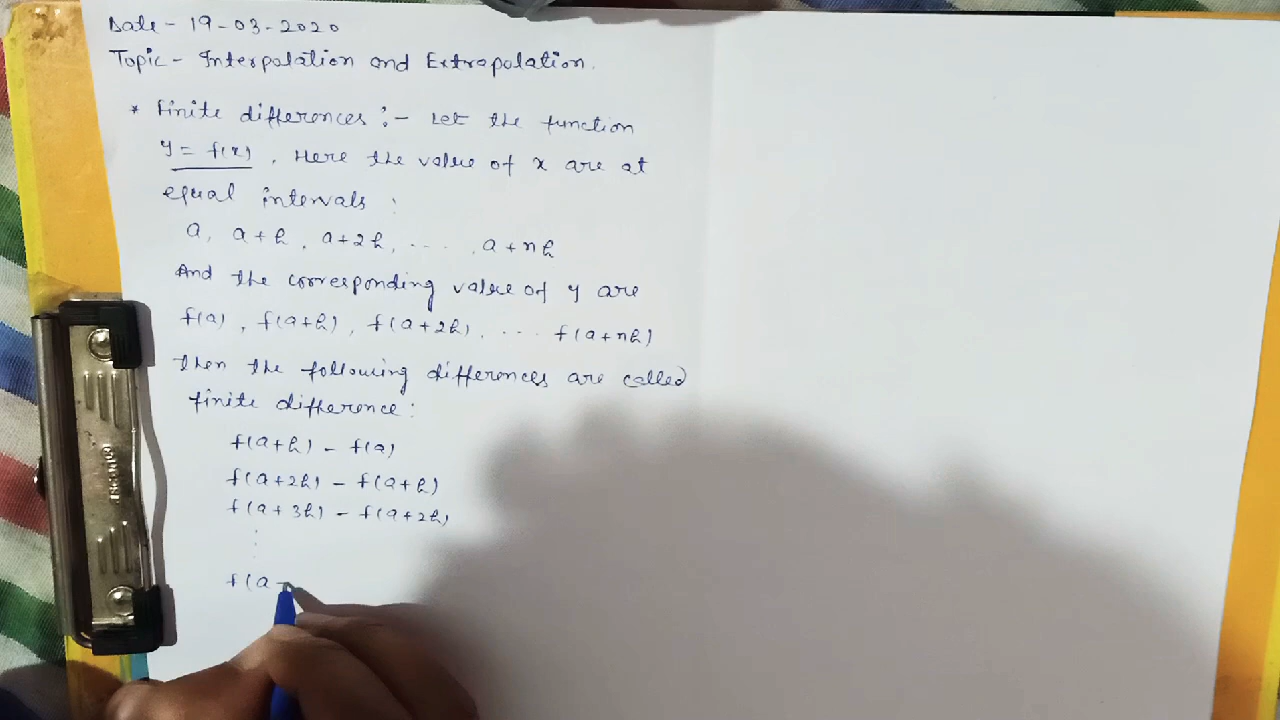 Date - 19-03-2020
Topic - Interpolation and Extrapolation.
* Finite differences :- Let the function
y = f(x) . Here the value of x are at
equal intervals :
a, a+h, a+2h, ..... , a+nh
And the corresponding value of y are
f(a), f(a+h), f(a+2h), .... f(a+nh)
then the following differences are called
finite difference :
f(a+h) - f(a)
f(a+2h) - f(a+h)
f(a+3h) - f(a+2h)
f(a